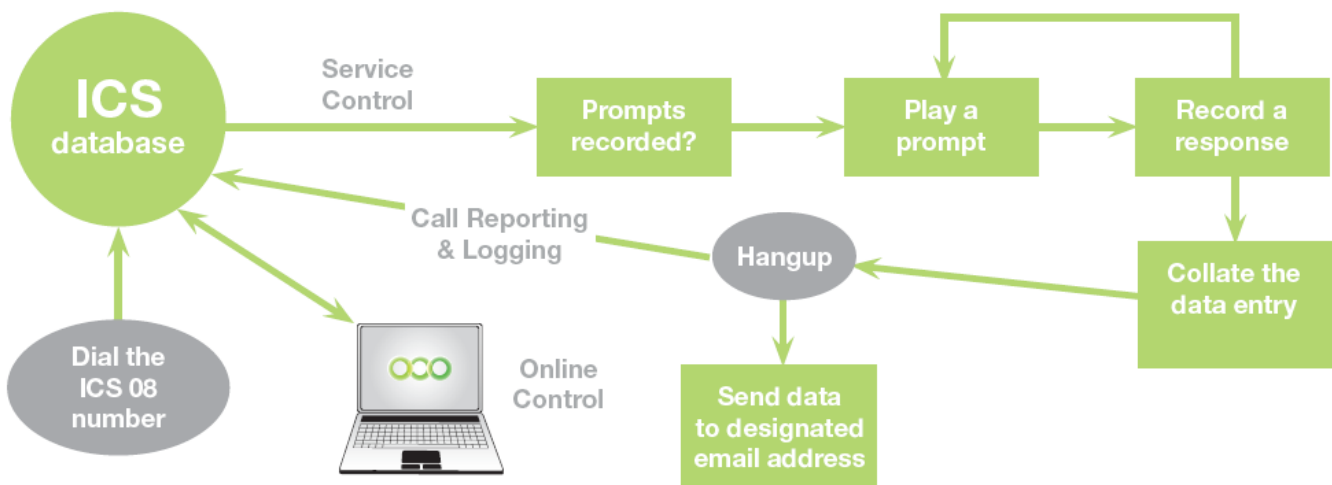 ICS
database
Service
Control
Prompts
recorded?
Play a
prompt
Record a
response
Call Reporting
& Logging
Hangup
Collate the
data entry
Dial the
ICS 08
number
oco
Online
Control
Send data
to designated
email address